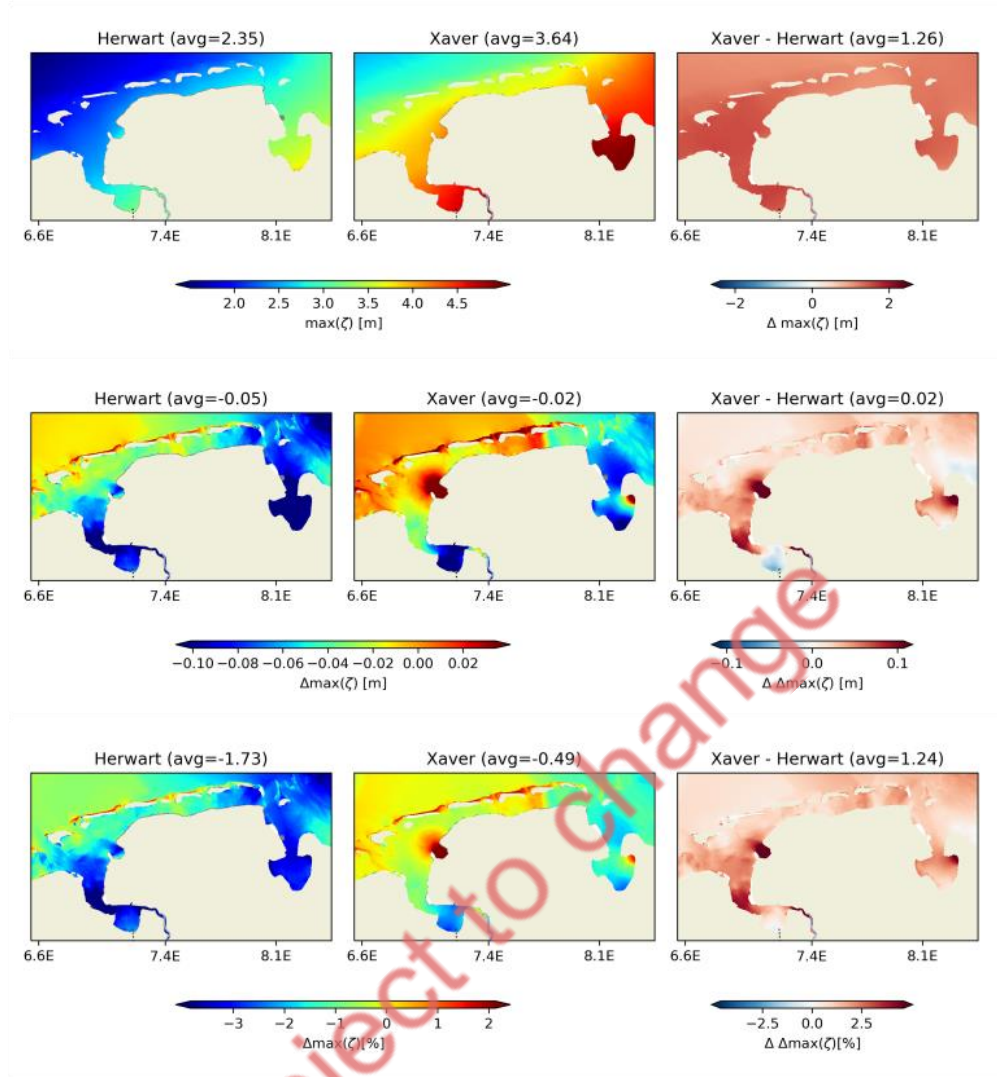 Herwart (avg=2.35) Xaver (avg=3.64) Xaver - Herwart (avg=1.26)
6.6E 7.4E 8.1E 6.6E 7.4E 8.1E 6.6E 7.4E 8.1E
2.0 2.5 3.0 3.5 4.0 4.5 −2 0 2
max(ζ) [m] Δ max(ζ) [m]
Herwart (avg=-0.05) Xaver (avg=-0.02) Xaver - Herwart (avg=0.02)
6.6E 7.4E 8.1E 6.6E 7.4E 8.1E 6.6E 7.4E 8.1E
−0.10 −0.08 −0.06 −0.04 −0.02 0.00 0.02 −0.1 0.0 0.1
Δmax(ζ) [m] Δ Δmax(ζ) [m]
Herwart (avg=-1.73) Xaver (avg=-0.49) Xaver - Herwart (avg=1.24)
6.6E 7.4E 8.1E 6.6E 7.4E 8.1E 6.6E 7.4E 8.1E
−3 −2 −1 0 1 2 −2.5 0.0 2.5
Δmax(ζ)[%] Δ Δmax(ζ)[%]
to change